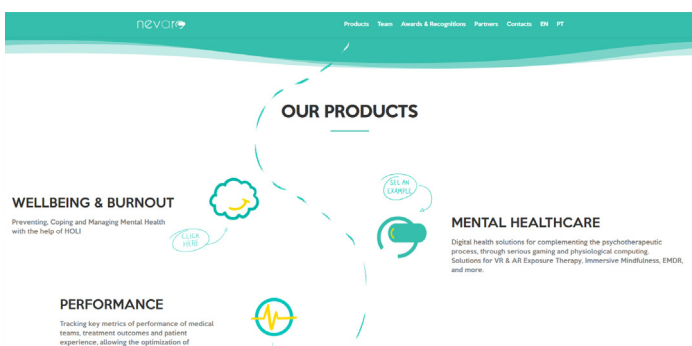 nevaro
Products Team Awards & Recognitions Partners Contacts EN PT
OUR PRODUCTS
SEE AN
EXAMPLE
WELLBEING & BURNOUT
Preventing, Coping and Managing Mental Health
with the help of HOLI
CLICK
HERE
MENTAL HEALTHCARE
Digital health solutions for complementing the psychotherapeutic
process, through serious gaming and physiological computing.
Solutions for VR & AR Exposure Therapy, Immersive Mindfulness, EMDR,
and more.
PERFORMANCE
Tracking key metrics of performance of medical
teams, treatment outcomes and patient
experience, allowing the optimization of